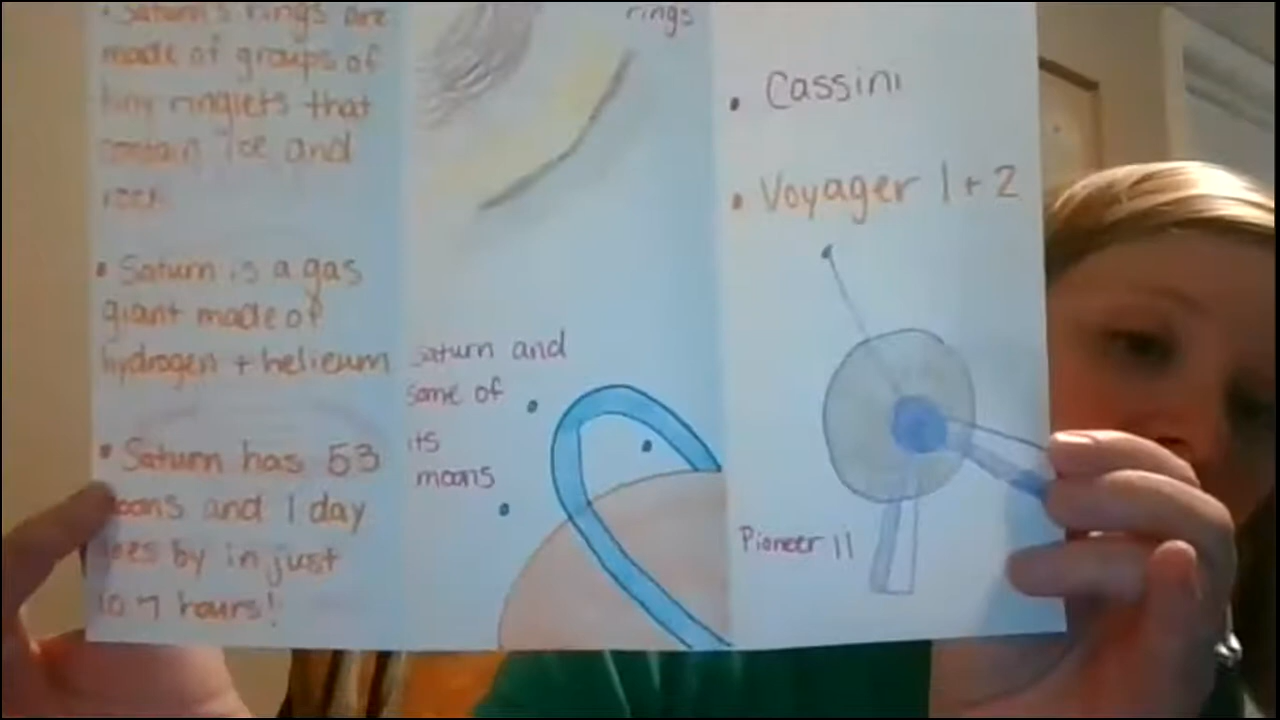 • Saturn's rings are
made of groups of
tiny ringlets that
contain ice and
rock
• Saturn is a gas
giant made of
hydrogen + helieum
• Saturn has 53
moons and 1 day
goes by in just
10.7 hours!
rings
saturn and
some of
its
moons
• Cassini
• Voyager 1 + 2
Pioneer 11